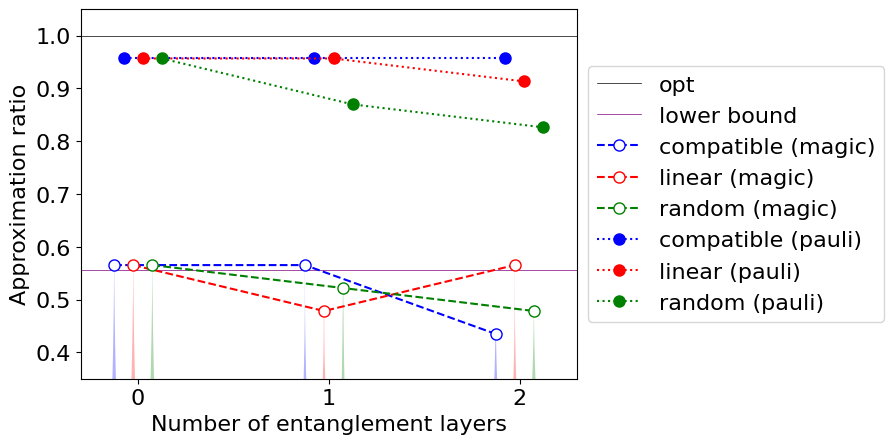 1.0
0.9
0.8
0.7
0.6
0.5
0.4
Approximation ratio
0
1
2
Number of entanglement layers
opt
lower bound
compatible (magic)
linear (magic)
random (magic)
compatible (pauli)
linear (pauli)
random (pauli)